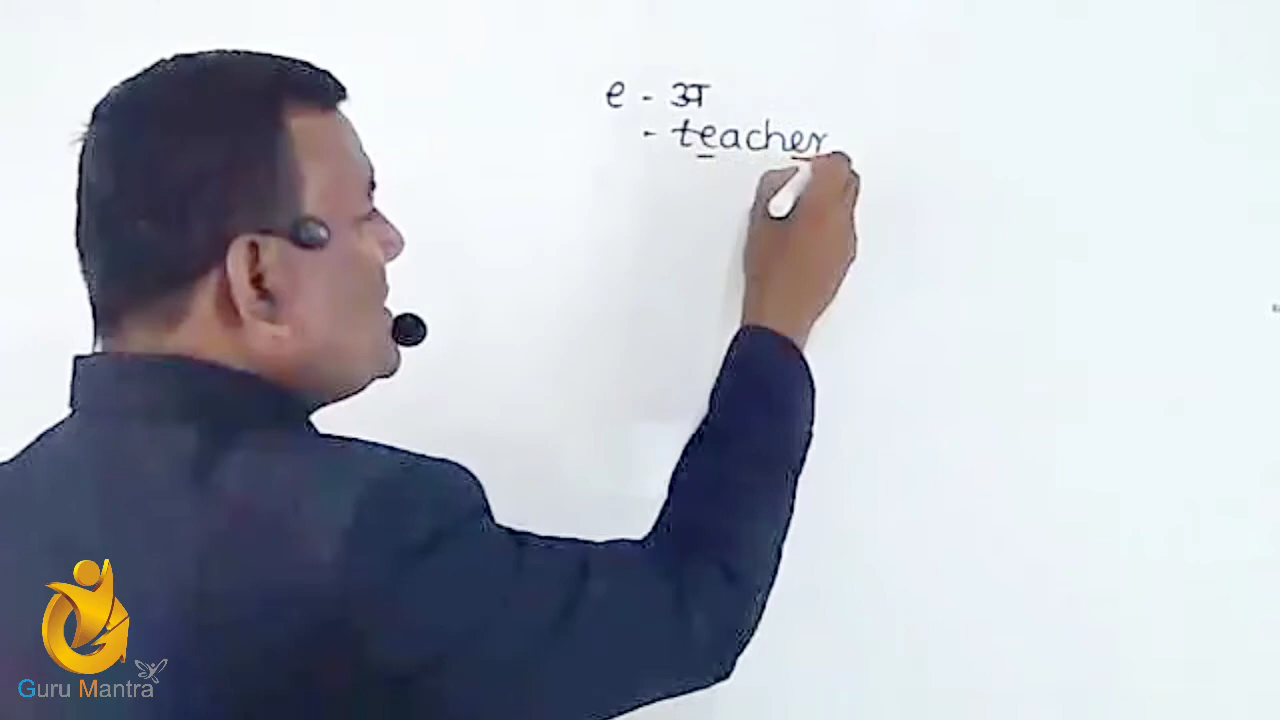 e - अ
- teacher
Guru Mantra